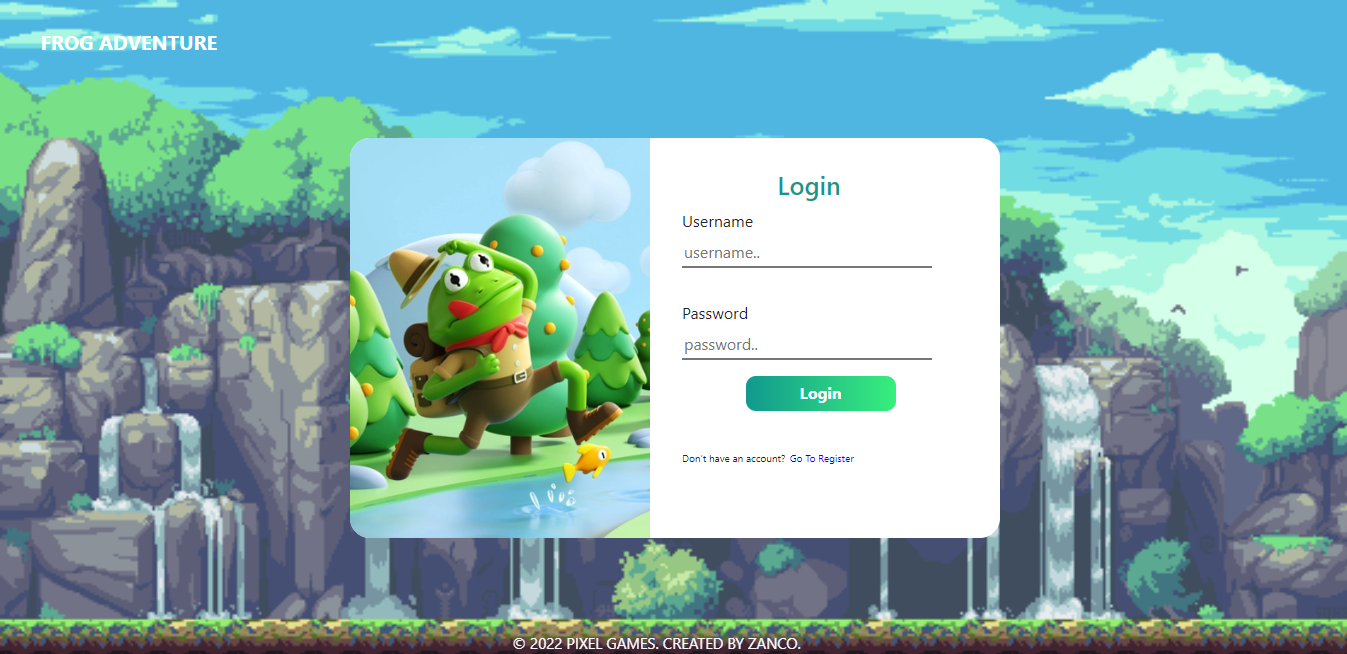 FROG ADVENTURE
Login
Username
username..
Password
password..
Login
Don't have an account? Go To Register
© 2022 PIXEL GAMES. CREATED BY ZANCO.